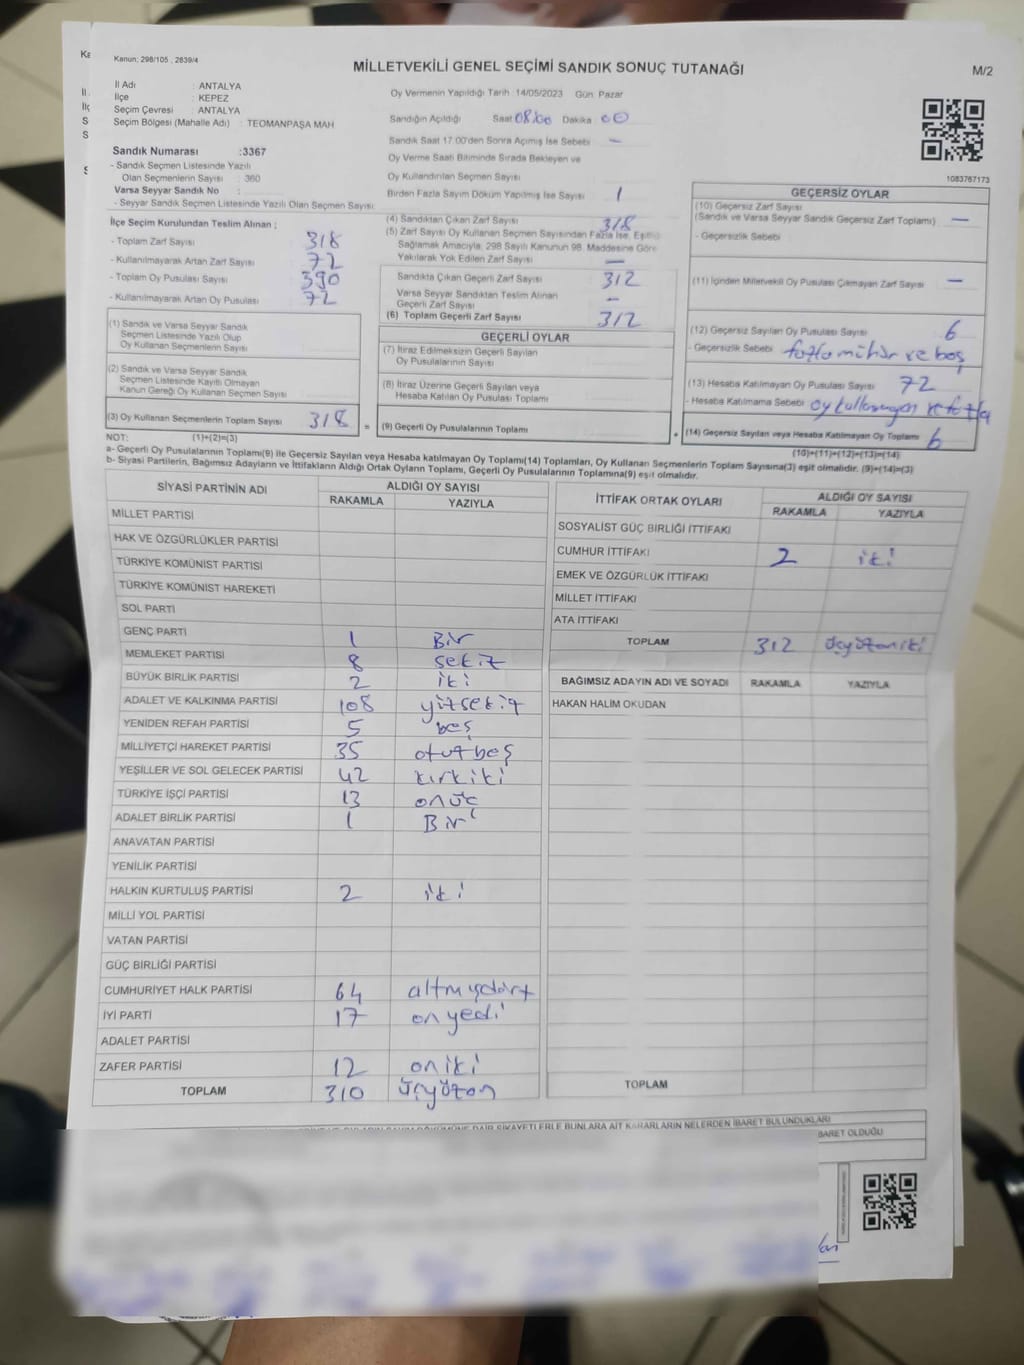 Kanun: 298/105 , 2839/4
MİLLETVEKİLİ GENEL SEÇİMİ SANDIK SONUÇ TUTANAĞI
M/2
İl Adı : ANTALYA
İlçe : KEPEZ
Seçim Çevresi : ANTALYA
Seçim Bölgesi (Mahalle Adı) : TEOMANPAŞA MAH
Sandık Numarası :3367
- Sandık Seçmen Listesinde Yazılı
Olan Seçmenlerin Sayısı : 360
Varsa Seyyar Sandık No :
- Seyyar Sandık Seçmen Listesinde Yazılı Olan Seçmen Sayısı:
Oy Vermenin Yapıldığı Tarih :14/05/2023 Gün: Pazar
Sandığın Açıldığı Saat 08:00 Dakika 00
Sandık Saat 17:00'den Sonra Açımış İse Sebebi —
Oy Verme Saati Bitiminde Sırada Bekleyen ve
Oy Kullandırılan Seçmen Sayısı
Birden Fazla Sayım Döküm Yapılmış İse Sayısı 1
1083767173
İlçe Seçim Kurulundan Teslim Alınan ;
- Toplam Zarf Sayısı 318
- Kullanılmayarak Artan Zarf Sayısı 72
- Toplam Oy Pusulası Sayısı 390
- Kullanılmayarak Artan Oy Pusulası 72
(1) Sandık ve Varsa Seyyar Sandık
Seçmen Listesinde Yazılı Olup
Oy Kullanan Seçmenlerin Sayısı
(2) Sandık ve Varsa Seyyar Sandık
Seçmen Listesinde Kayıtlı Olmayan
Kanun Gereği Oy Kullanan Seçmen Sayısı
(3) Oy Kullanan Seçmenlerin Toplam Sayısı 318 =
(4) Sandıktan Çıkan Zarf Sayısı 318
(5) Zarf Sayısı Oy Kullanan Seçmen Sayısından Fazla İse, Eşitliği
Sağlamak Amacıyla, 298 Sayılı Kanunun 98. Maddesine Göre
Yakılarak Yok Edilen Zarf Sayısı —
Sandıkta Çıkan Geçerli Zarf Sayısı 312
Varsa Seyyar Sandıktan Teslim Alınan
Geçerli Zarf Sayısı —
(6) Toplam Geçerli Zarf Sayısı 312
GEÇERLİ OYLAR
(7) İtiraz Edilmeksizin Geçerli Sayılan
Oy Pusulalarının Sayısı
(8) İtiraz Üzerine Geçerli Sayılan veya
Hesaba Katılan Oy Pusulası Toplamı
(9) Geçerli Oy Pusulalarının Toplamı +
GEÇERSİZ OYLAR
(10) Geçersiz Zarf Sayısı
(Sandık ve Varsa Seyyar Sandık Geçersiz Zarf Toplamı) —
- Geçersizlik Sebebi :
(11) İçinden Milletvekili Oy Pusulası Çıkmayan Zarf Sayısı —
(12) Geçersiz Sayılan Oy Pusulası Sayısı 6
- Geçersizlik Sebebi fazla mühür ve boş
(13) Hesaba Katılmayan Oy Pusulası Sayısı 72
- Hesaba Katılmama Sebebi oy kullanmayan ve fazla
(14) Geçersiz Sayılan veya Hesaba Katılmayan Oy Toplamı 6
NOT: (1)+(2)=(3) (10)+(11)+(12)+(13)=(14)
a- Geçerli Oy Pusulalarının Toplamı(9) ile Geçersiz Sayılan veya Hesaba katılmayan Oy Toplamı(14) Toplamları, Oy Kullanan Seçmenlerin Toplam Sayısına(3) eşit olmalıdır. (9)+(14)=(3)
b- Siyasi Partilerin, Bağımsız Adayların ve İttifakların Aldığı Ortak Oyların Toplamı, Geçerli Oy Pusulalarının Toplamına(9) eşit olmalıdır.
SİYASİ PARTİNİN ADI ALDIĞI OY SAYISI
RAKAMLA YAZIYLA
MİLLET PARTİSİ
HAK VE ÖZGÜRLÜKLER PARTİSİ
TÜRKİYE KOMÜNİST PARTİSİ
TÜRKİYE KOMÜNİST HAREKETİ
SOL PARTİ
GENÇ PARTİ 1 Bir
MEMLEKET PARTİSİ 8 sekiz
BÜYÜK BİRLİK PARTİSİ 2 iki
ADALET VE KALKINMA PARTİSİ 108 yüzsekiz
YENİDEN REFAH PARTİSİ 5 beş
MİLLİYETÇİ HAREKET PARTİSİ 35 otuzbeş
YEŞİLLER VE SOL GELECEK PARTİSİ 42 kırkiki
TÜRKİYE İŞÇİ PARTİSİ 13 onüç
ADALET BİRLİK PARTİSİ 1 Bir
ANAVATAN PARTİSİ
YENİLİK PARTİSİ
HALKIN KURTULUŞ PARTİSİ 2 iki
MİLLİ YOL PARTİSİ
VATAN PARTİSİ
GÜÇ BİRLİĞİ PARTİSİ
CUMHURİYET HALK PARTİSİ 64 altmışdört
İYİ PARTİ 17 onyedi
ADALET PARTİSİ
ZAFER PARTİSİ 12 oniki
TOPLAM 310 üçyüzon
İTTİFAK ORTAK OYLARI ALDIĞI OY SAYISI
RAKAMLA YAZIYLA
SOSYALİST GÜÇ BİRLİĞİ İTTİFAKI
CUMHUR İTTİFAKI 2 iki
EMEK VE ÖZGÜRLÜK İTTİFAKI
MİLLET İTTİFAKI
ATA İTTİFAKI
TOPLAM 312 üçyüzoniki
BAĞIMSIZ ADAYIN ADI VE SOYADI RAKAMLA YAZIYLA
HAKAN HALİM OKUDAN
TOPLAM
ŞİKAYETLERLE BUNLARA AİT KARARLARIN NELERDEN İBARET BULUNDUKLARI
İBARET OLDUĞU